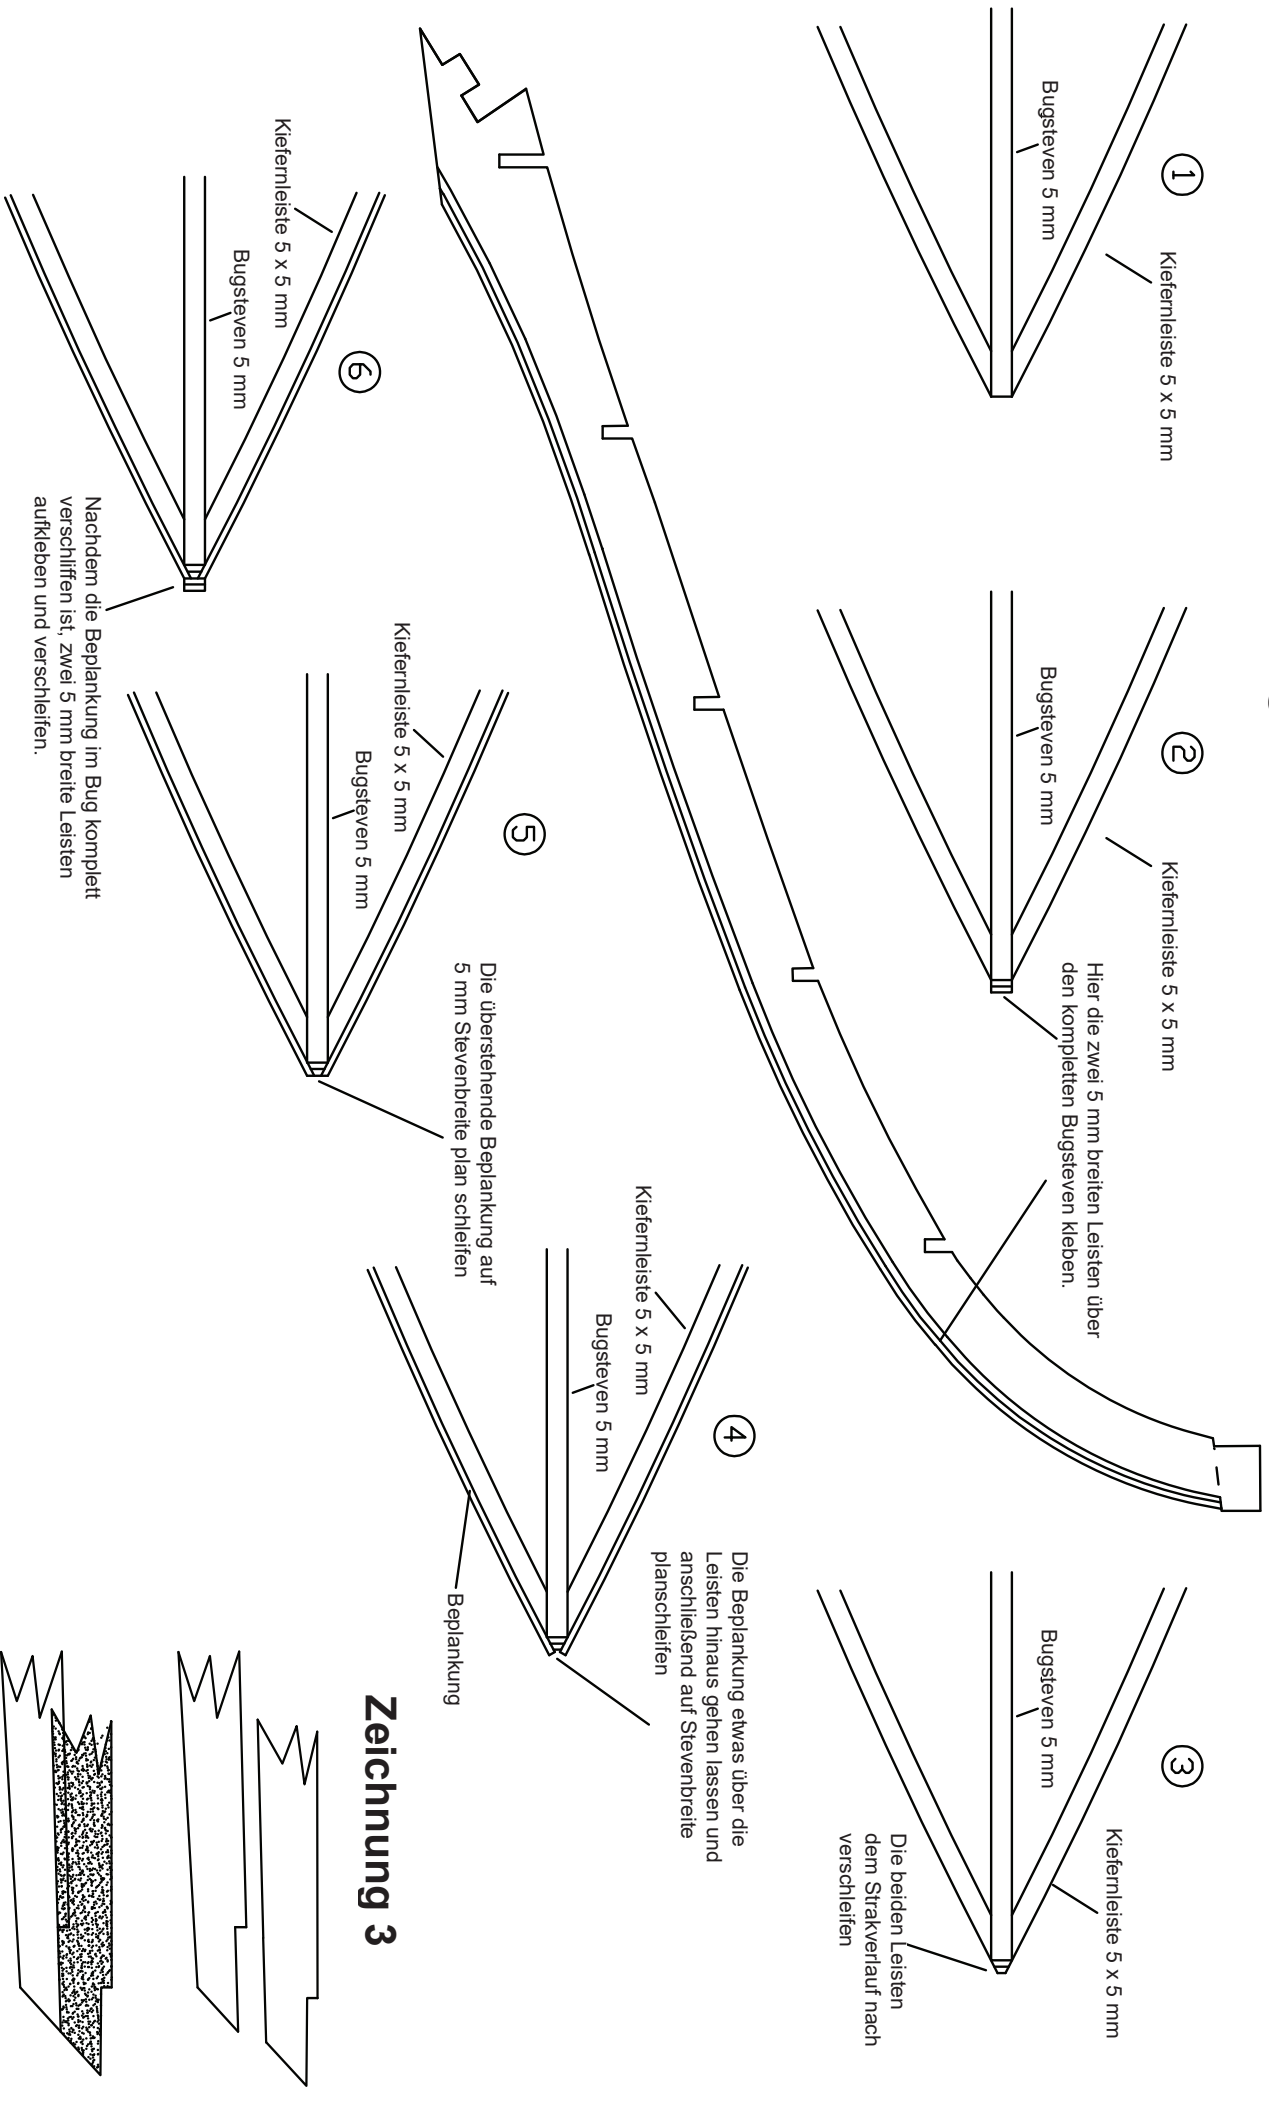 1
Bugsteven 5 mm
Kiefernleiste 5 x 5 mm
2
Bugsteven 5 mm
Kiefernleiste 5 x 5 mm
Hier die zwei 5 mm breiten Leisten über
den kompletten Bugsteven kleben.
3
Bugsteven 5 mm
Kiefernleiste 5 x 5 mm
Die beiden Leisten
dem Strakverlauf nach
verschleifen
4
Kiefernleiste 5 x 5 mm
Bugsteven 5 mm
Die Beplankung etwas über die
Leisten hinaus gehen lassen und
anschließend auf Stevenbreite
planschleifen
Beplankung
5
Kiefernleiste 5 x 5 mm
Bugsteven 5 mm
Die überstehende Beplankung auf
5 mm Stevenbreite plan schleifen
6
Kiefernleiste 5 x 5 mm
Bugsteven 5 mm
Nachdem die Beplankung im Bug komplett
verschliffen ist, zwei 5 mm breite Leisten
aufkleben und verschleifen.
Zeichnung 3